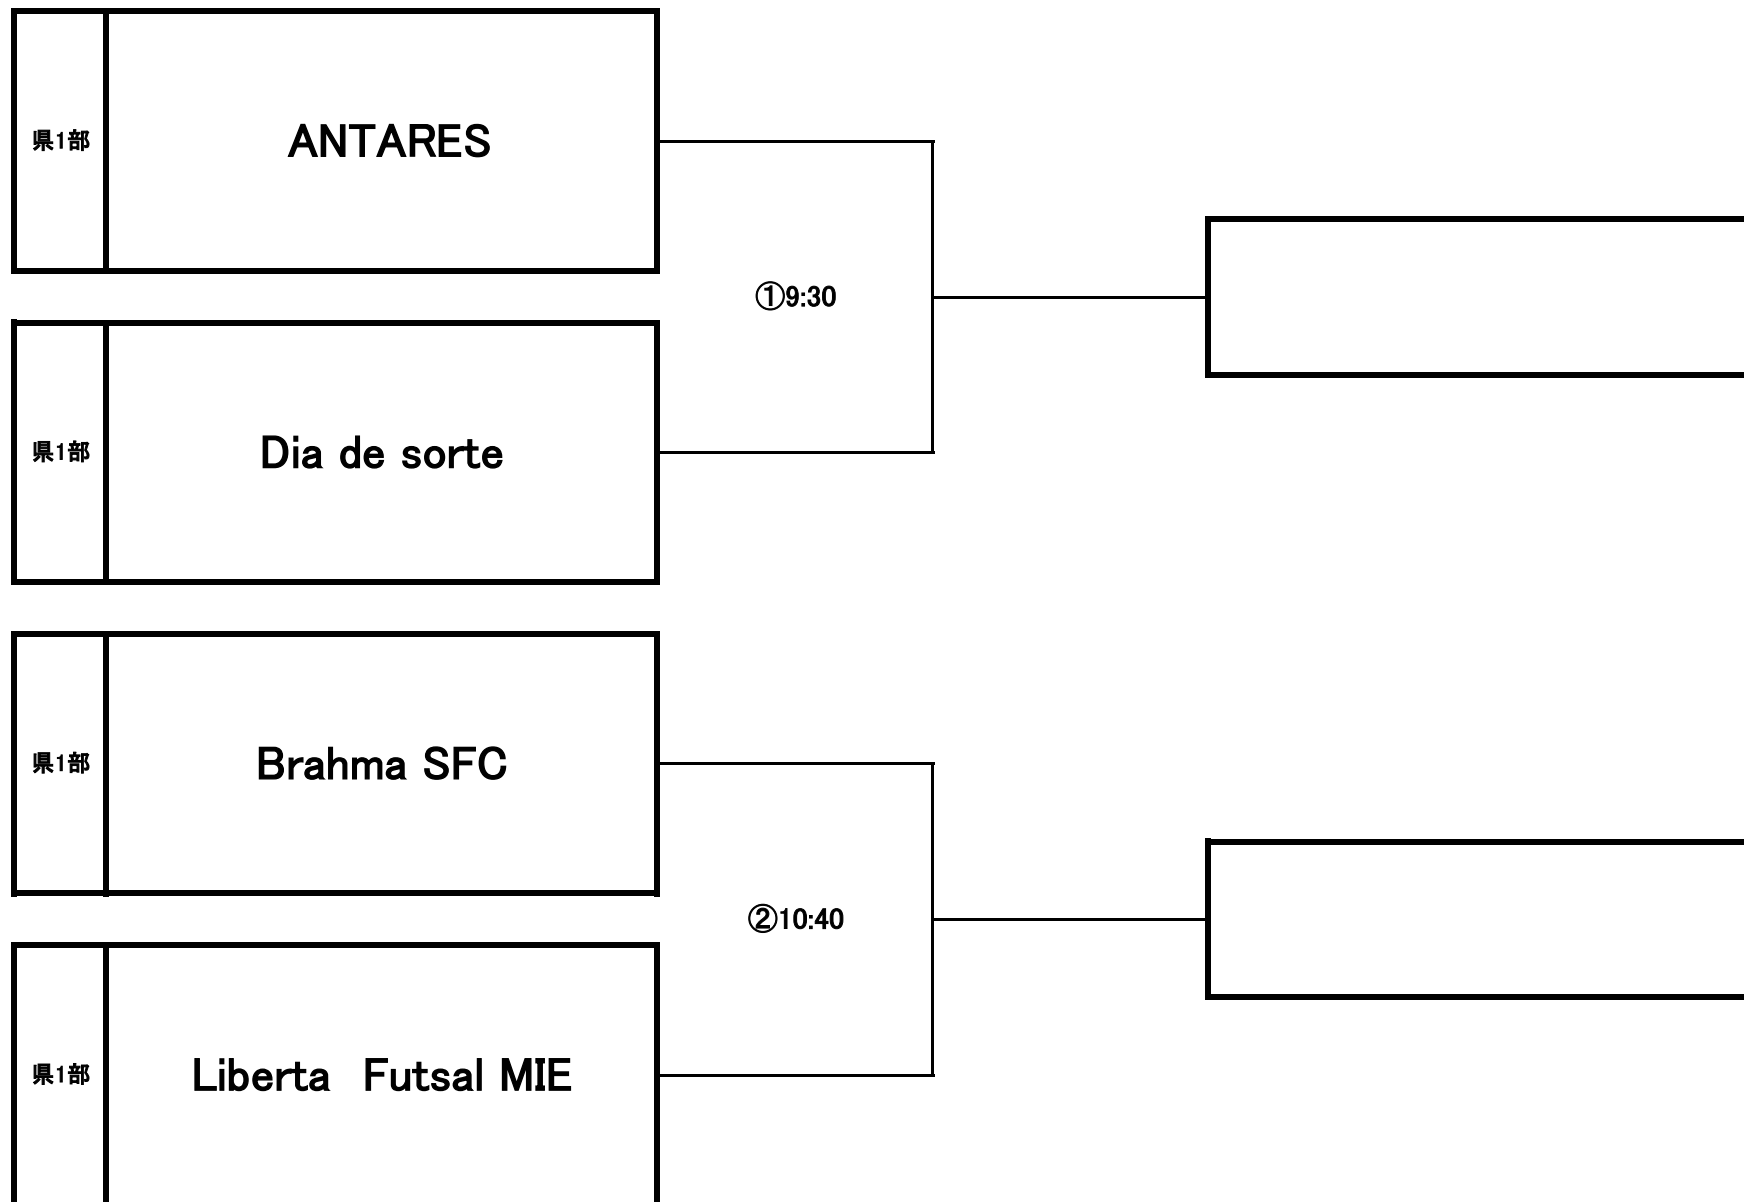 県1部 ANTARES
①9:30
県1部 Dia de sorte
県1部 Brahma SFC
②10:40
県1部 Liberta Futsal MIE